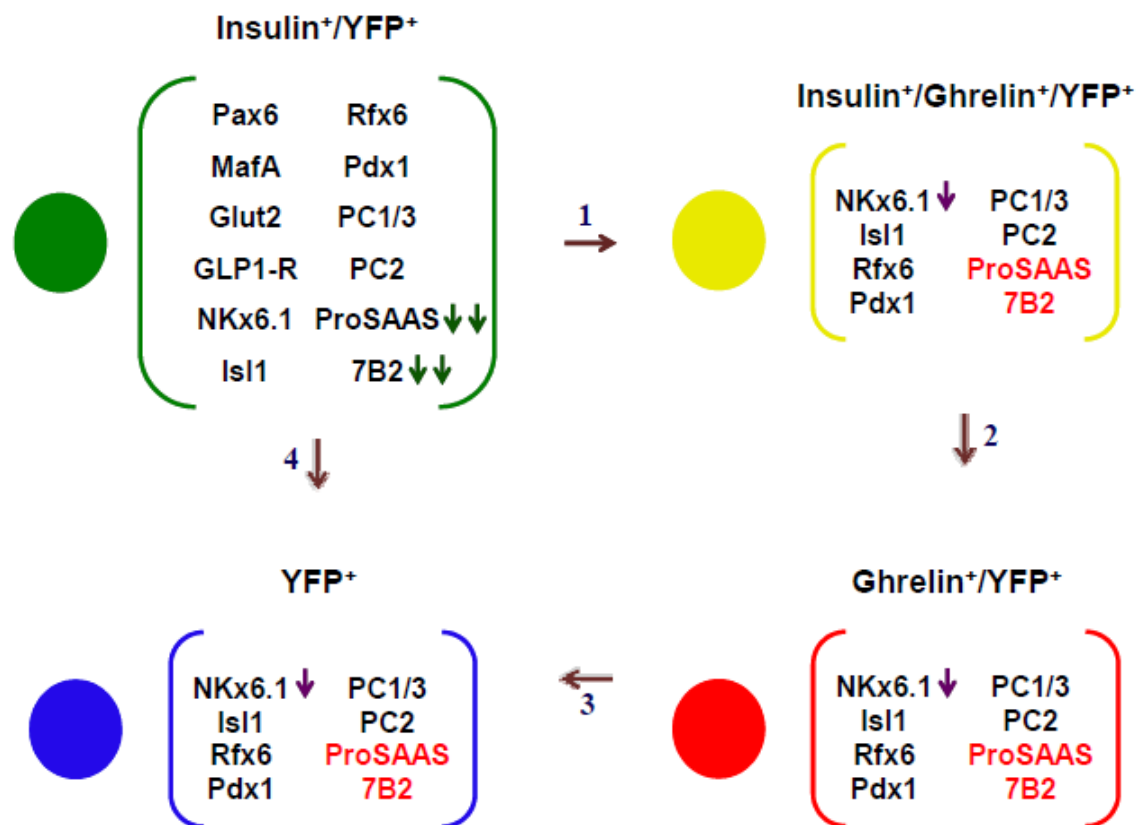 Insulin⁺/YFP⁺
Pax6 Rfx6
MafA Pdx1
Glut2 PC1/3
GLP1-R PC2
NKx6.1 ProSAAS
Isl1 7B2
1
Insulin⁺/Ghrelin⁺/YFP⁺
NKx6.1 PC1/3
Isl1 PC2
Rfx6 ProSAAS
Pdx1 7B2
4
2
YFP⁺
NKx6.1 PC1/3
Isl1 PC2
Rfx6 ProSAAS
Pdx1 7B2
3
Ghrelin⁺/YFP⁺
NKx6.1 PC1/3
Isl1 PC2
Rfx6 ProSAAS
Pdx1 7B2